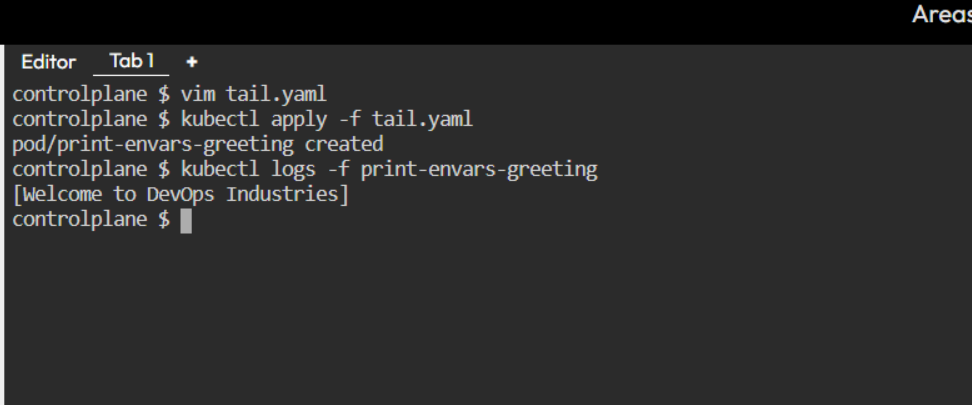 Areas
Editor Tab 1 +
controlplane $ vim tail.yaml
controlplane $ kubectl apply -f tail.yaml
pod/print-envars-greeting created
controlplane $ kubectl logs -f print-envars-greeting
[Welcome to DevOps Industries]
controlplane $